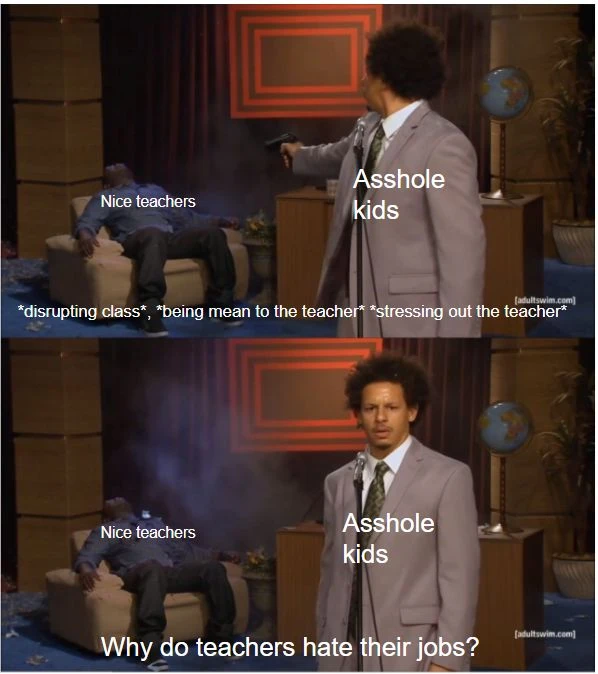 Asshole
kids
Nice teachers
[adultswim.com]
*disrupting class*, *being mean to the teacher* *stressing out the teacher*
Asshole
kids
Nice teachers
[adultswim.com]
Why do teachers hate their jobs?